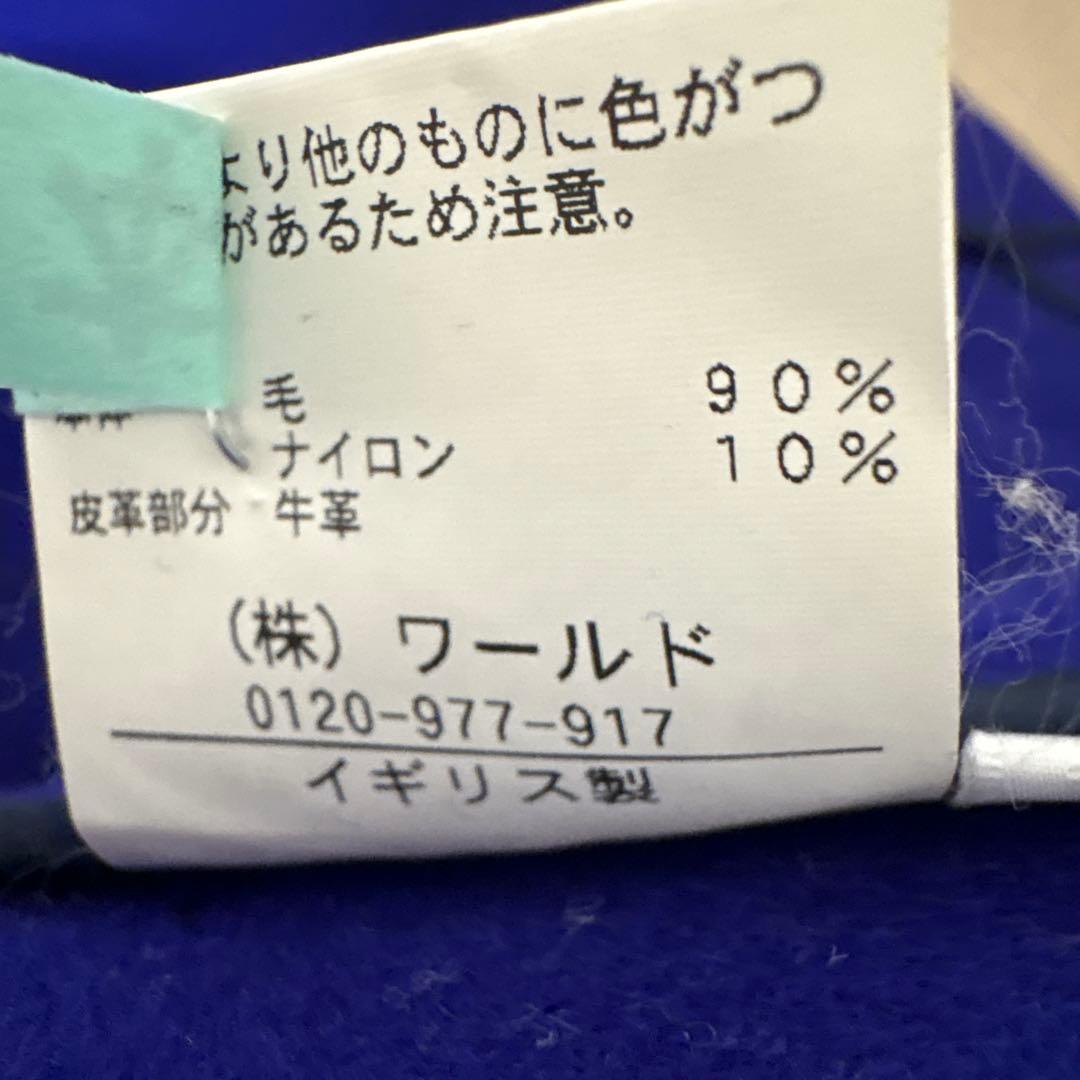 より他のものに色がつ
があるため注意。
毛 90%
ナイロン 10%
皮革部分 牛革
(株) ワールド
0120-977-917
イギリス製